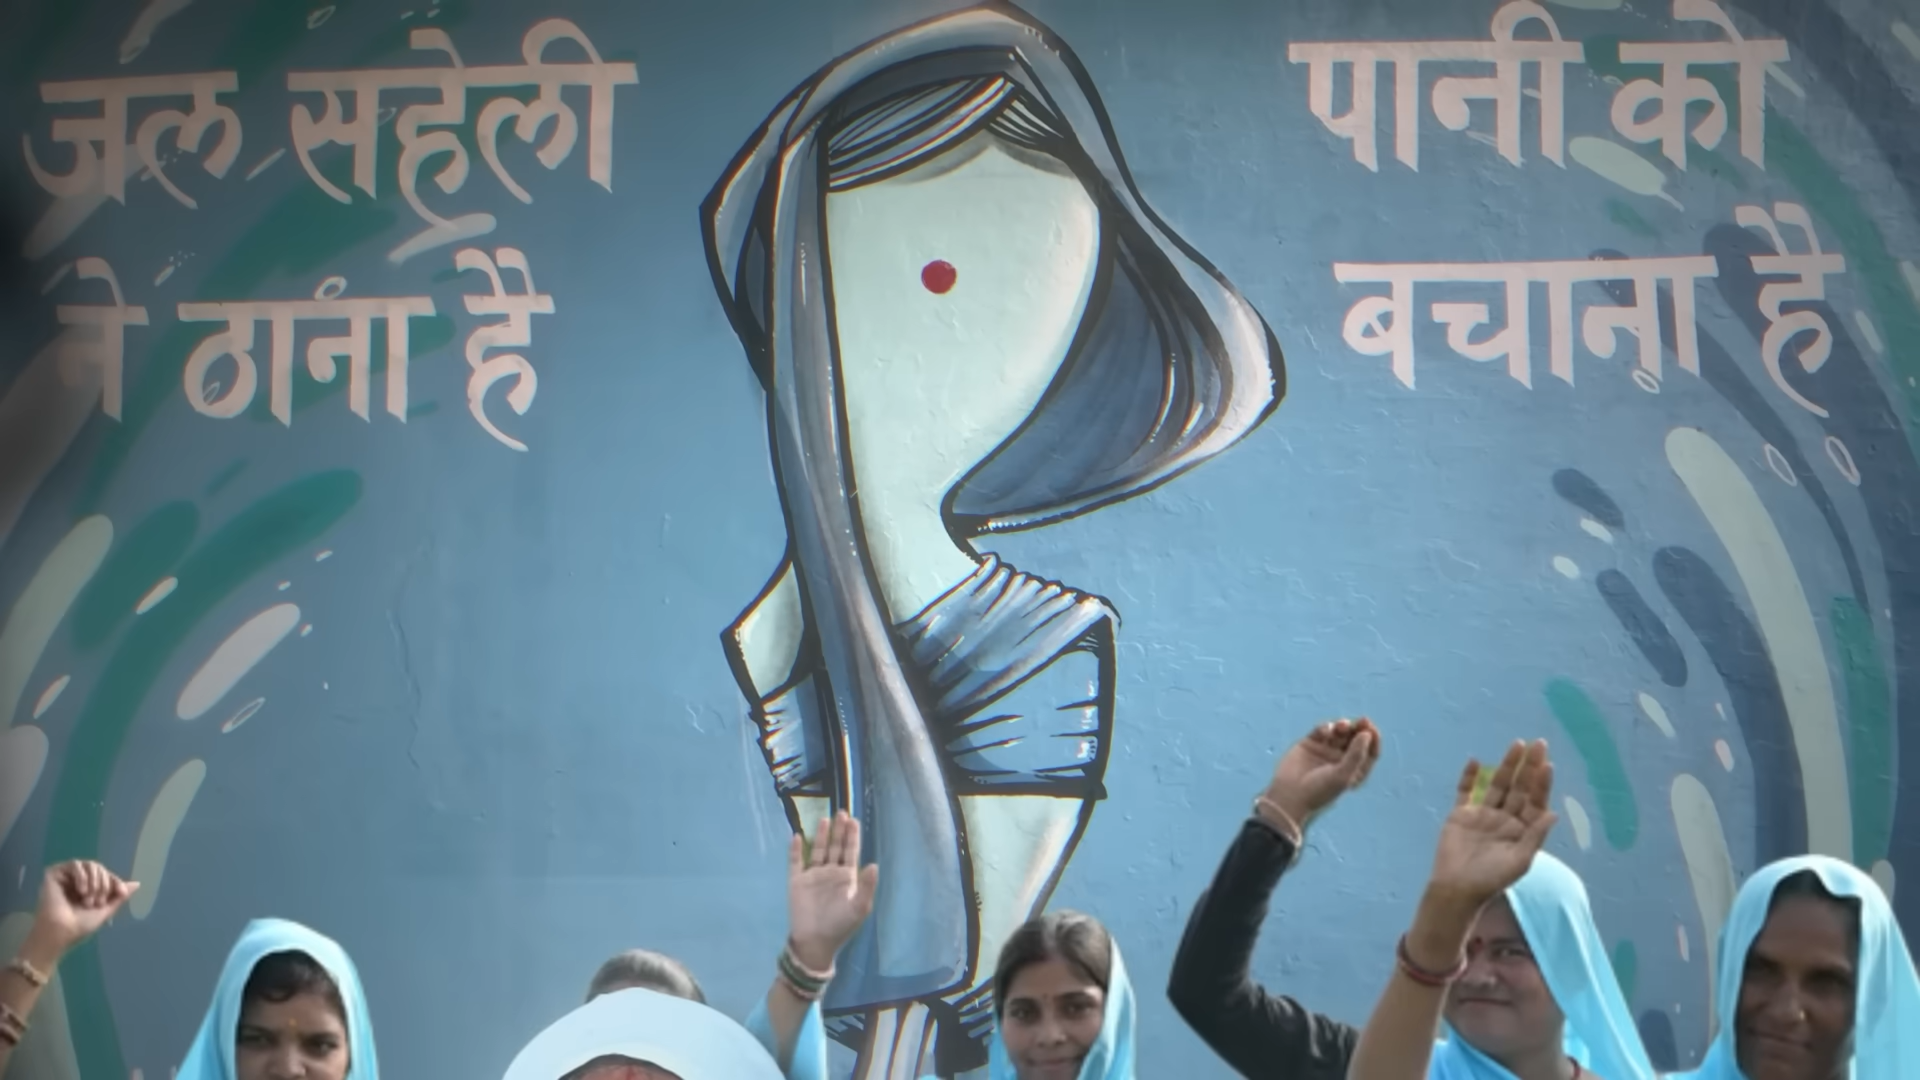 जल सहेली
ने ठांना है
पानी को
बचाना है